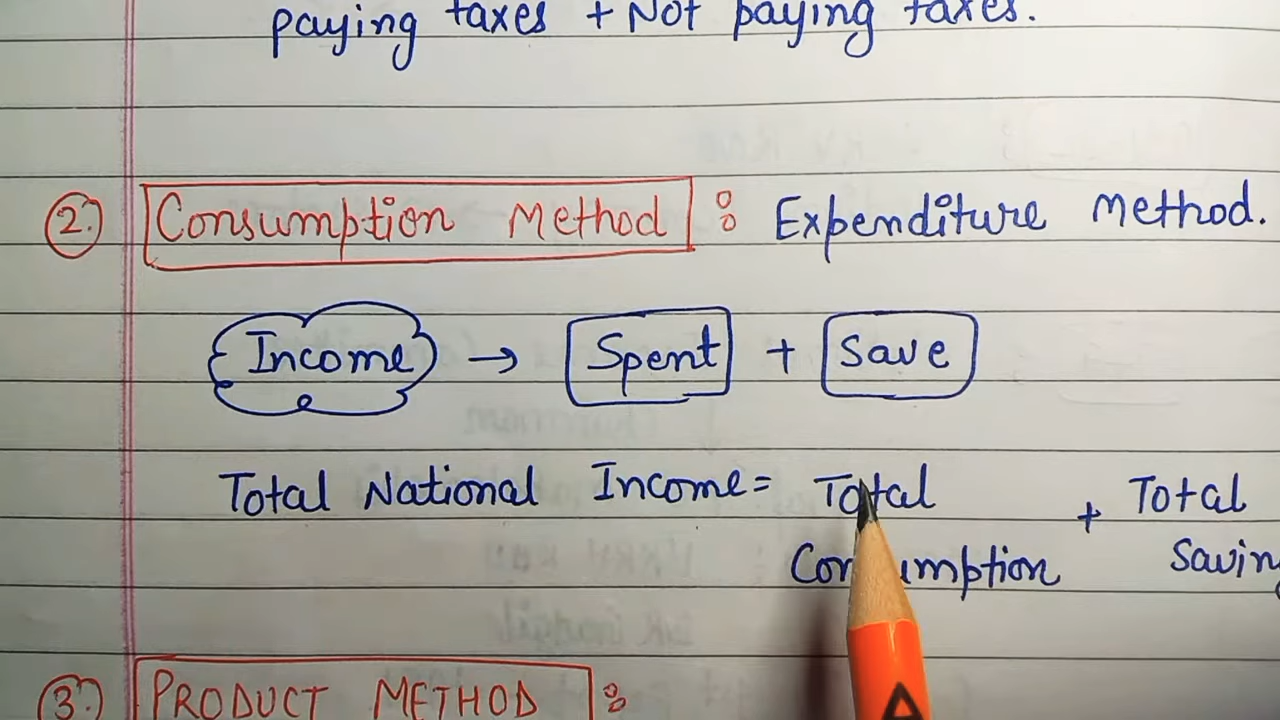 paying taxes + Not paying taxes.
2. Consumption Method : Expenditure method.
Income → Spent + Save
Total National Income = Total Consumption + Total Saving
3. PRODUCT METHOD :
A